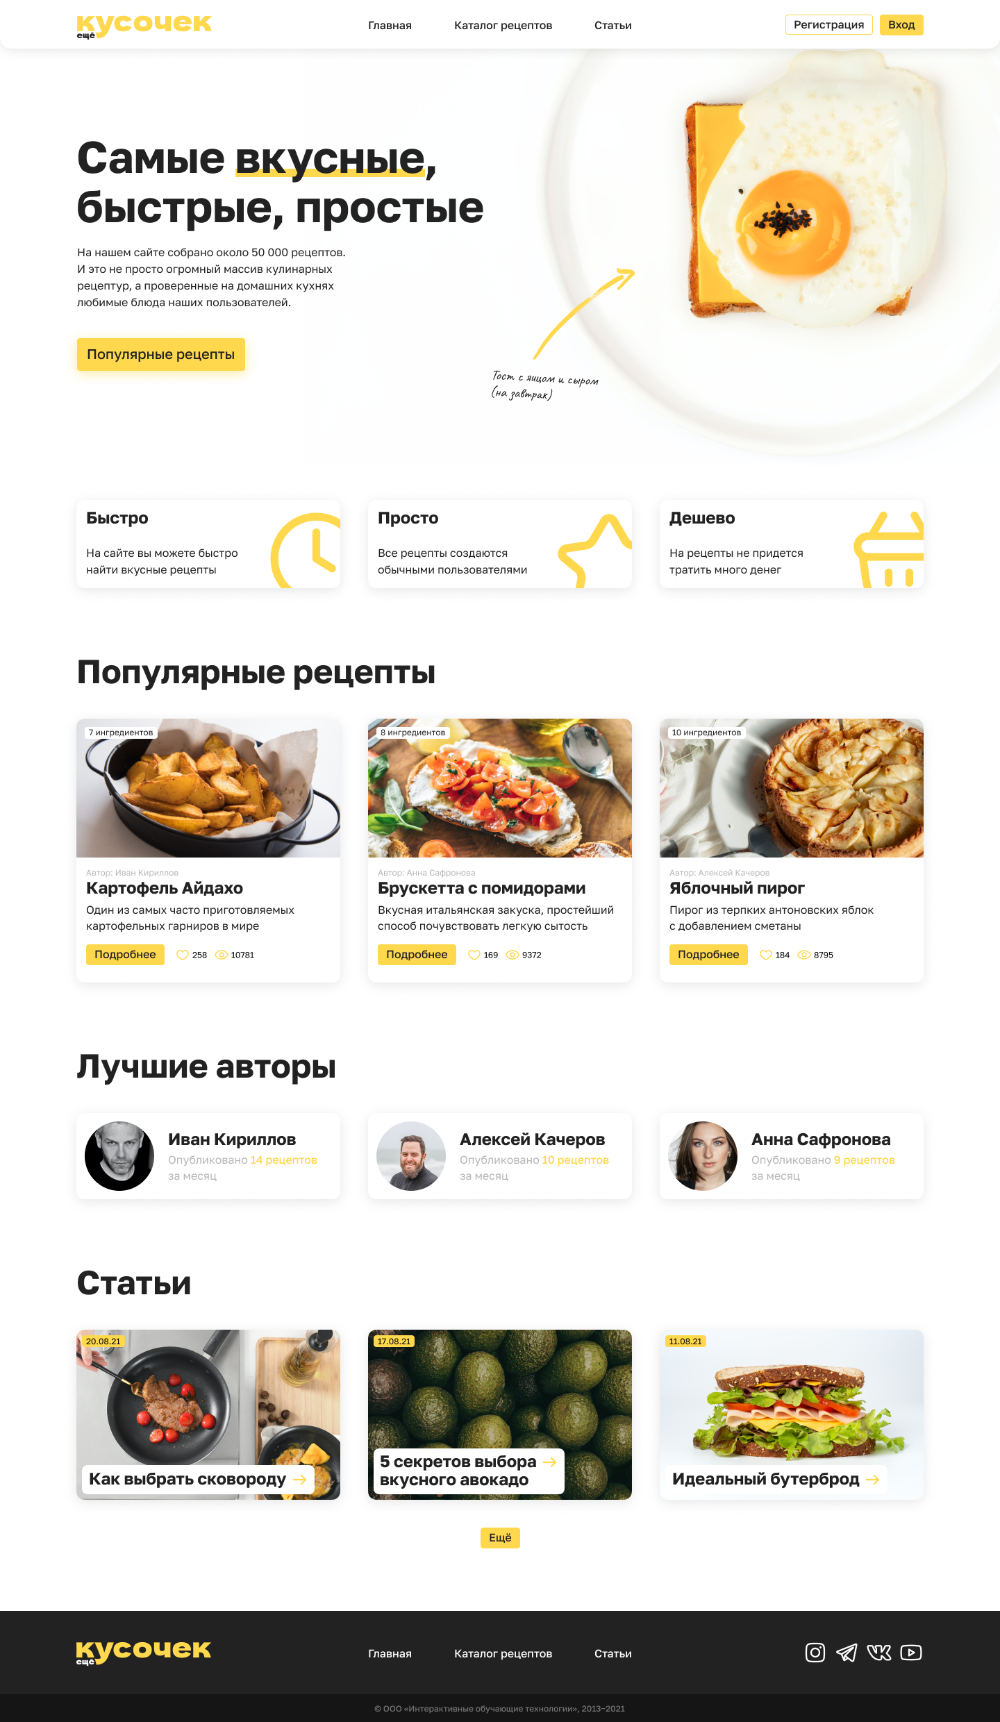 кусочек
ещё
Главная
Каталог рецептов
Статьи
Регистрация
Вход
Самые вкусные,
быстрые, простые
На нашем сайте собрано около 50 000 рецептов.
И это не просто огромный массив кулинарных
рецептур, а проверенные на домашних кухнях
любимые блюда наших пользователей.
Популярные рецепты
Тост с яйцом и сыром
(на завтрак)
Быстро
На сайте вы можете быстро
найти вкусные рецепты
Просто
Все рецепты создаются
обычными пользователями
Дешево
На рецепты не придется
тратить много денег
Популярные рецепты
7 ингредиентов
Автор: Иван Кириллов
Картофель Айдахо
Один из самых часто приготовляемых
картофельных гарниров в мире
Подробнее
258
10781
8 ингредиентов
Автор: Анна Сафронова
Брускетта с помидорами
Вкусная итальянская закуска, простейший
способ почувствовать легкую сытость
Подробнее
169
9372
10 ингредиентов
Автор: Алексей Качеров
Яблочный пирог
Пирог из терпких антоновских яблок
с добавлением сметаны
Подробнее
184
8795
Лучшие авторы
Иван Кириллов
Опубликовано 14 рецептов
за месяц
Алексей Качеров
Опубликовано 10 рецептов
за месяц
Анна Сафронова
Опубликовано 9 рецептов
за месяц
Статьи
20.08.21
Как выбрать сковороду
17.08.21
5 секретов выбора
вкусного авокадо
11.08.21
Идеальный бутерброд
Ещё
кусочек
ещё
Главная
Каталог рецептов
Статьи
© ООО «Интерактивные обучающие технологии», 2013–2021